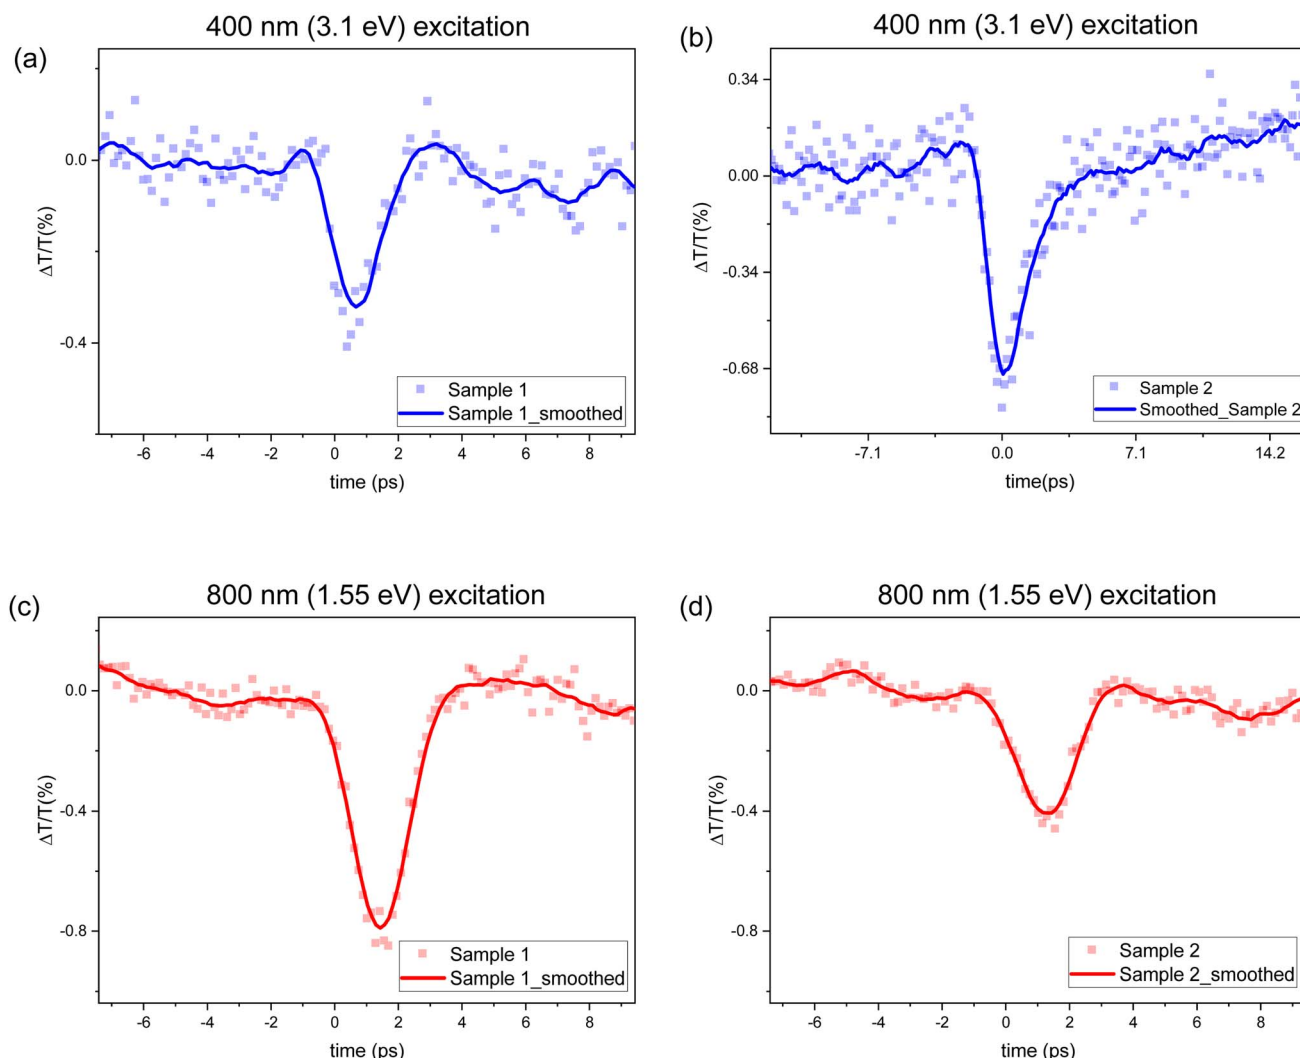 400 nm (3.1 eV) excitation
(a)
0.0
-0.4
ΔT/T(%)
Sample 1
Sample 1_smoothed
-6 -4 -2 0 2 4 6 8
time (ps)
400 nm (3.1 eV) excitation
(b)
0.34
0.00
-0.34
-0.68
ΔT/T(%)
Sample 2
Smoothed_Sample 2
-7.1 0.0 7.1 14.2
time(ps)
800 nm (1.55 eV) excitation
(c)
0.0
-0.4
-0.8
ΔT/T(%)
Sample 1
Sample 1_smoothed
-6 -4 -2 0 2 4 6 8
time (ps)
800 nm (1.55 eV) excitation
(d)
0.0
-0.4
-0.8
ΔT/T(%)
Sample 2
Sample 2_smoothed
-6 -4 -2 0 2 4 6 8
time (ps)